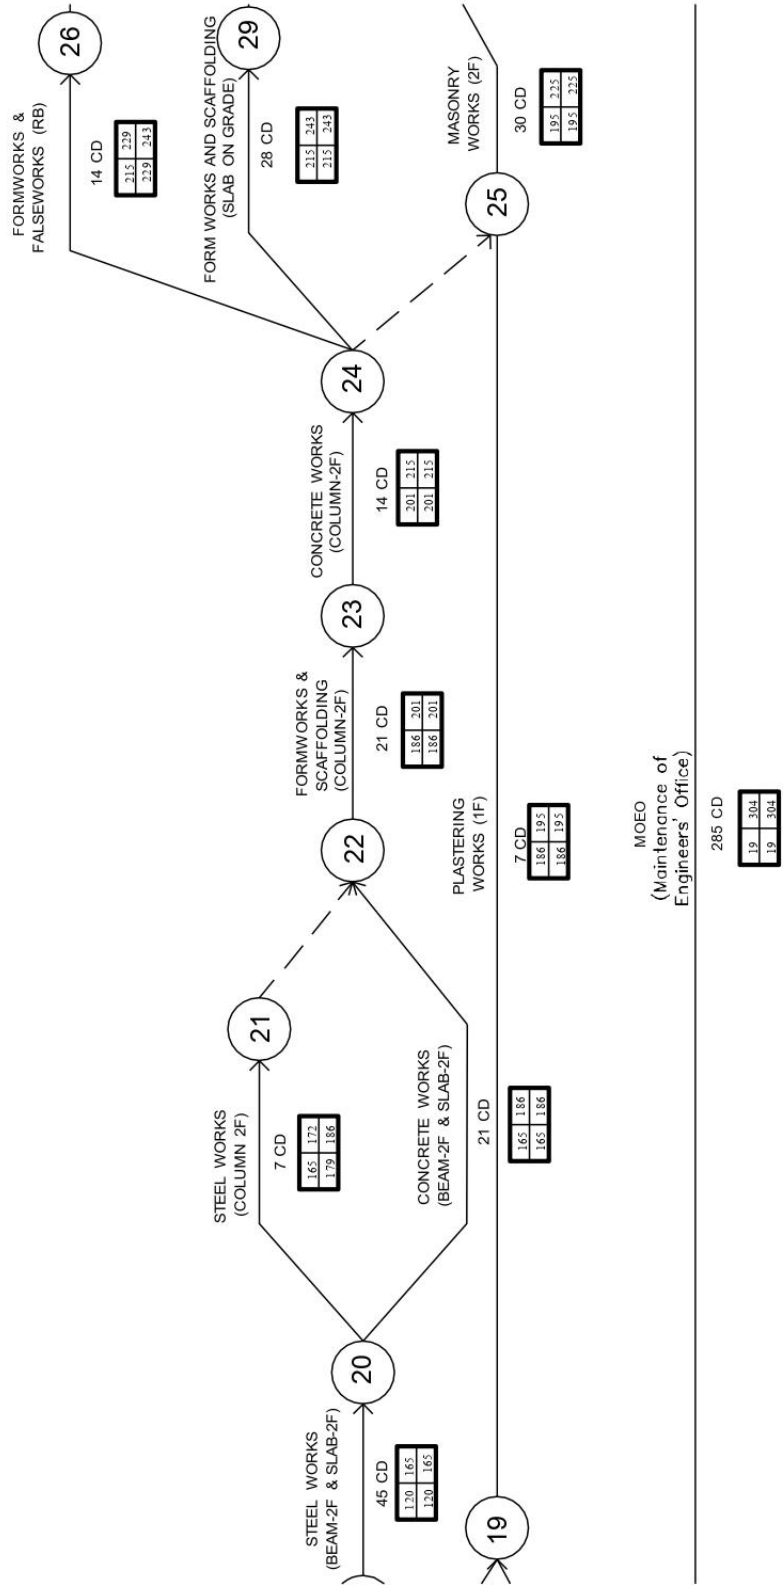 STEEL WORKS
(BEAM-2F & SLAB-2F)
45 CD
120 165
120 165
20
19
STEEL WORKS
(COLUMN 2F)
7 CD
165 172
179 186
21
CONCRETE WORKS
(BEAM-2F & SLAB-2F)
21 CD
165 186
165 186
22
PLASTERING
WORKS (1F)
7 CD
186 195
186 195
MOEO
(Maintenance of
Engineers' Office)
285 CD
19 304
19 304
FORMWORKS &
SCAFFOLDING
(COLUMN-2F)
21 CD
186 201
186 201
23
CONCRETE WORKS
(COLUMN-2F)
14 CD
201 215
201 215
24
25
FORMWORKS &
FALSEWORKS (RB)
14 CD
215 229
229 243
26
FORM WORKS AND SCAFFOLDING
(SLAB ON GRADE)
28 CD
215 243
215 243
29
MASONRY
WORKS (2F)
30 CD
195 225
195 225